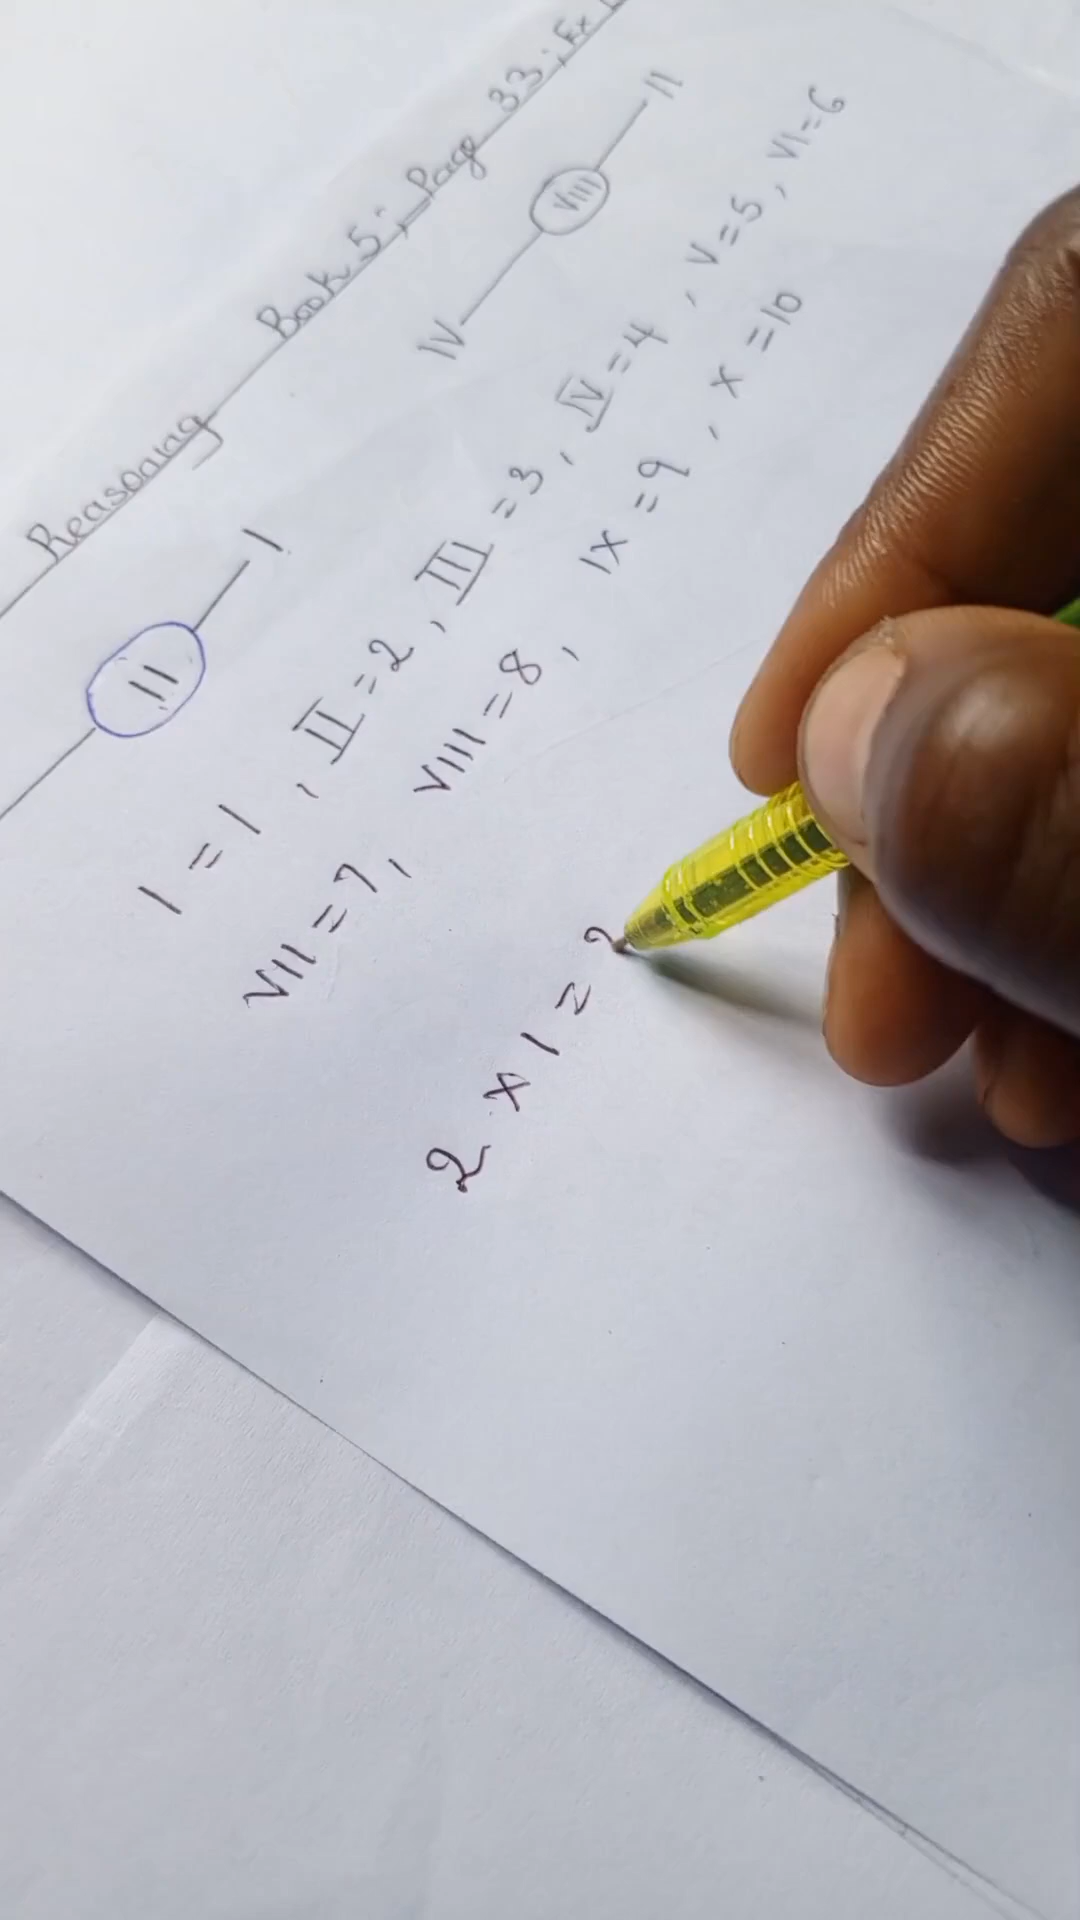 Reasoning Book 5; Page 33; Ex
II I
IV VIII II
I = 1, II = 2, III = 3, IV = 4, V = 5, VI = 6
VII = 7, VIII = 8, IX = 9, X = 10
2 × 1 = 2